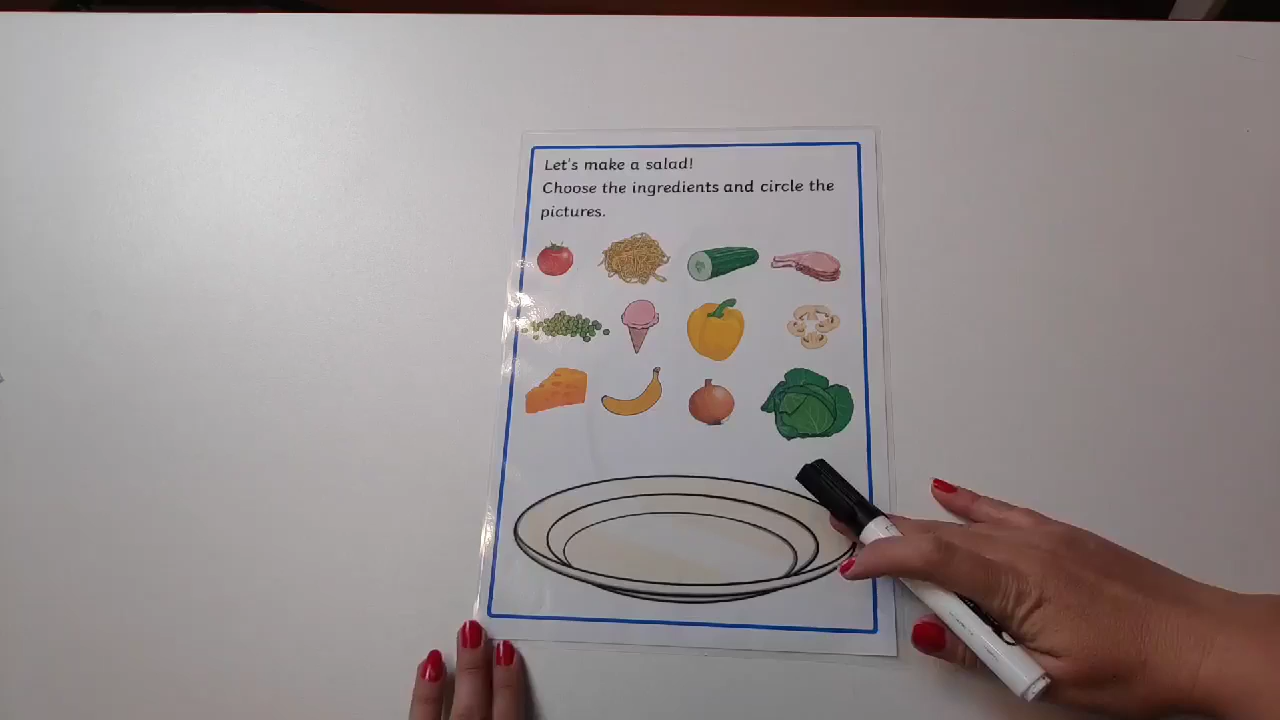 Let's make a salad!
Choose the ingredients and circle the
pictures.